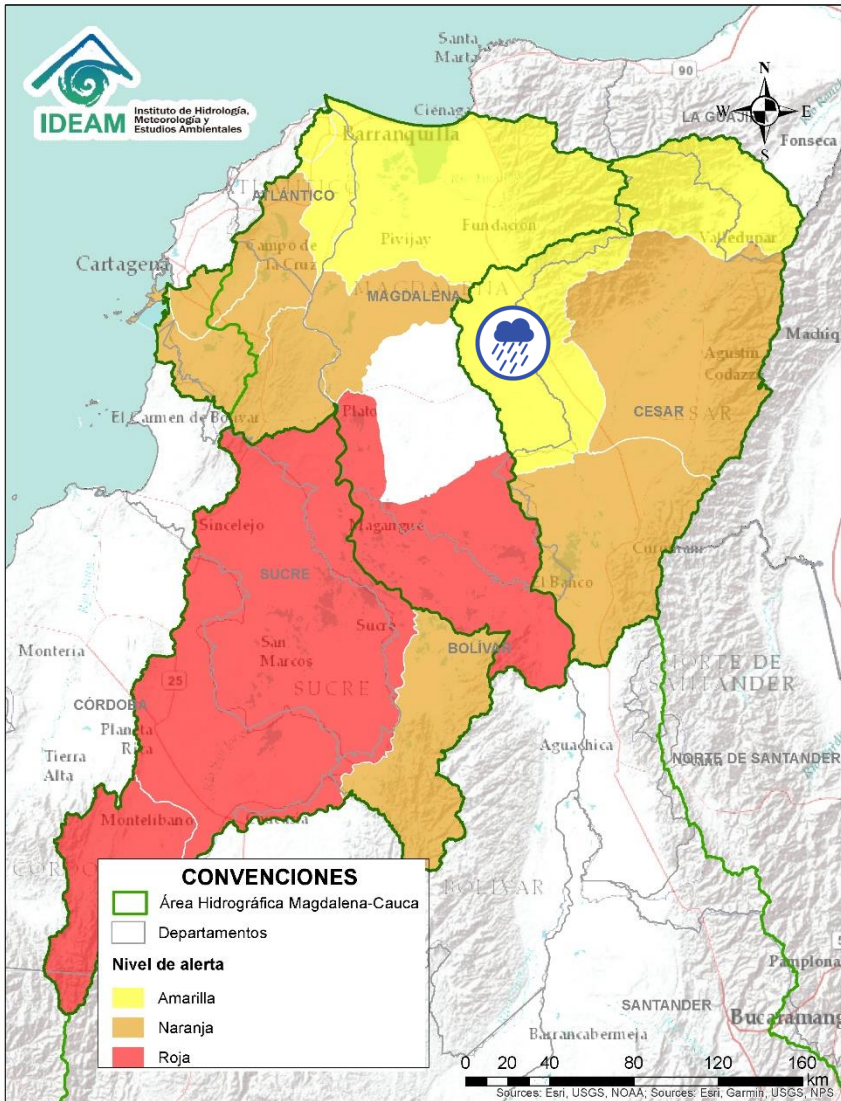 IDEAM
Instituto de Hidrología,
Meteorología y
Estudios Ambientales
Santa
Marta
90
N
W
E
S
LA GUAJI
Fonseca
Ciénaga
Barranquilla
ATLÁNTICO
Valledupar
Pivijay
Fundación
Campo de
la Cruz
Cartagena
MAGDALENA
Machiq
Agustín
Codazzi
El Carmen de Bolívar
Plato
CESAR
Sincelejo
Magangué
SUCRE
El Banco
Sucre
San
Marcos
BOLÍVAR
Montería
SUCRE
NORTE DE
SANTANDER
25
CÓRDOBA
Planeta
Rica
Aguachica
Tierra
Alta
NORTE DE SANTANDER
Montelíbano
BOLÍVAR
CONVENCIONES
Área Hidrográfica Magdalena-Cauca
Departamentos
Nivel de alerta
Amarilla
Naranja
Roja
Pamplona
SANTANDER
Bucaramang
Barrancabermeja
0 20 40 80 120 160
km
Sources: Esri, USGS, NOAA; Sources: Esri, Garmin, USGS, NPS